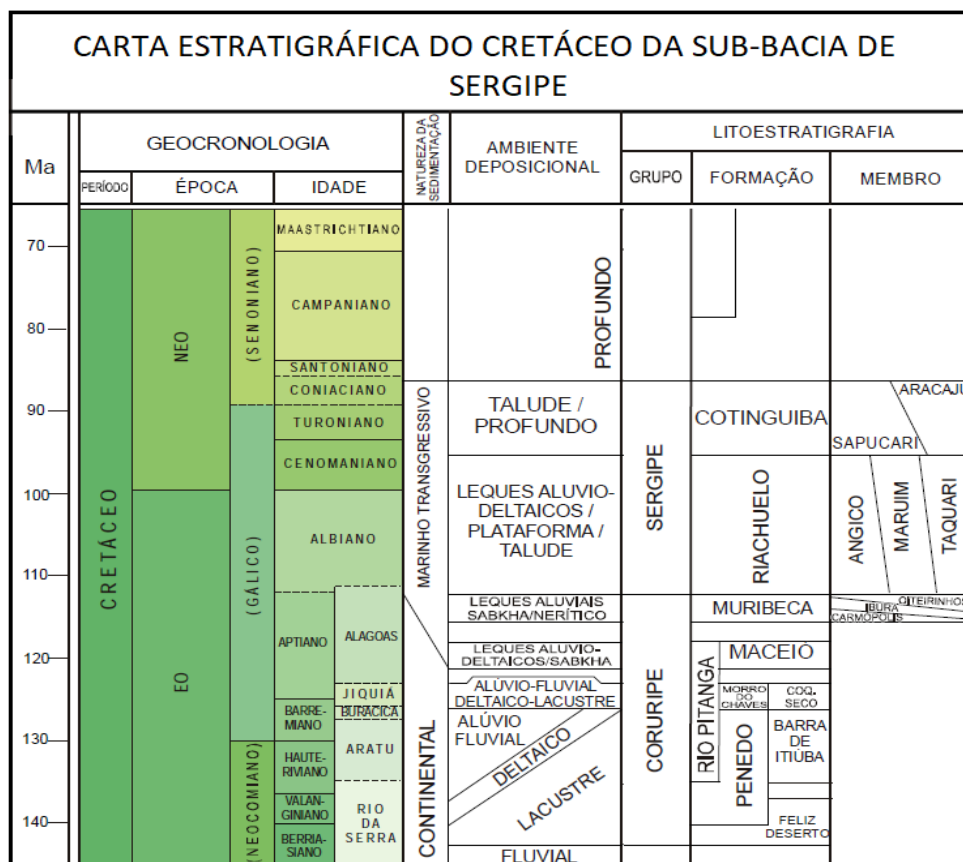 CARTA ESTRATIGRÁFICA DO CRETÁCEO DA SUB-BACIA DE
SERGIPE
Ma
GEOCRONOLOGIA
PERÍODO
ÉPOCA
IDADE
NATUREZA DA
SEDIMENTAÇÃO
AMBIENTE
DEPOSICIONAL
LITOESTRATIGRAFIA
GRUPO
FORMAÇÃO
MEMBRO
70
80
90
100
110
120
130
140
CRETÁCEO
NEO
EO
(SENONIANO)
(GÁLICO)
(NEOCOMIANO)
MAASTRICHTIANO
CAMPANIANO
SANTONIANO
CONIACIANO
TURONIANO
CENOMANIANO
ALBIANO
APTIANO
ALAGOAS
JIQUIÁ
BURACICA
BARRE-
MIANO
ARATU
HAUTE-
RIVIANO
VALAN-
GINIANO
BERRIA-
SIANO
RIO
DA
SERRA
MARINHO TRANSGRESSIVO
CONTINENTAL
PROFUNDO
TALUDE /
PROFUNDO
LEQUES ALUVIO-
DELTAICOS /
PLATAFORMA /
TALUDE
LEQUES ALUVIAIS
SABKHA/NERÍTICO
LEQUES ALUVIO-
DELTAICOS/SABKHA
ALÚVIO-FLUVIAL
DELTAICO-LACUSTRE
ALÚVIO
FLUVIAL
DELTAICO
LACUSTRE
FLUVIAL
SERGIPE
CORURIPE
COTINGUIBA
RIACHUELO
MURIBECA
MACEIÓ
RIO PITANGA
MORRO
DO
CHAVES
COQ.
SECO
PENEDO
BARRA
DE
ITIÚBA
FELIZ
DESERTO
ARACAJU
SAPUCARI
ANGICO
MARUIM
TAQUARI
OITEIRINHOS
IBURA
CARMÓPOLIS